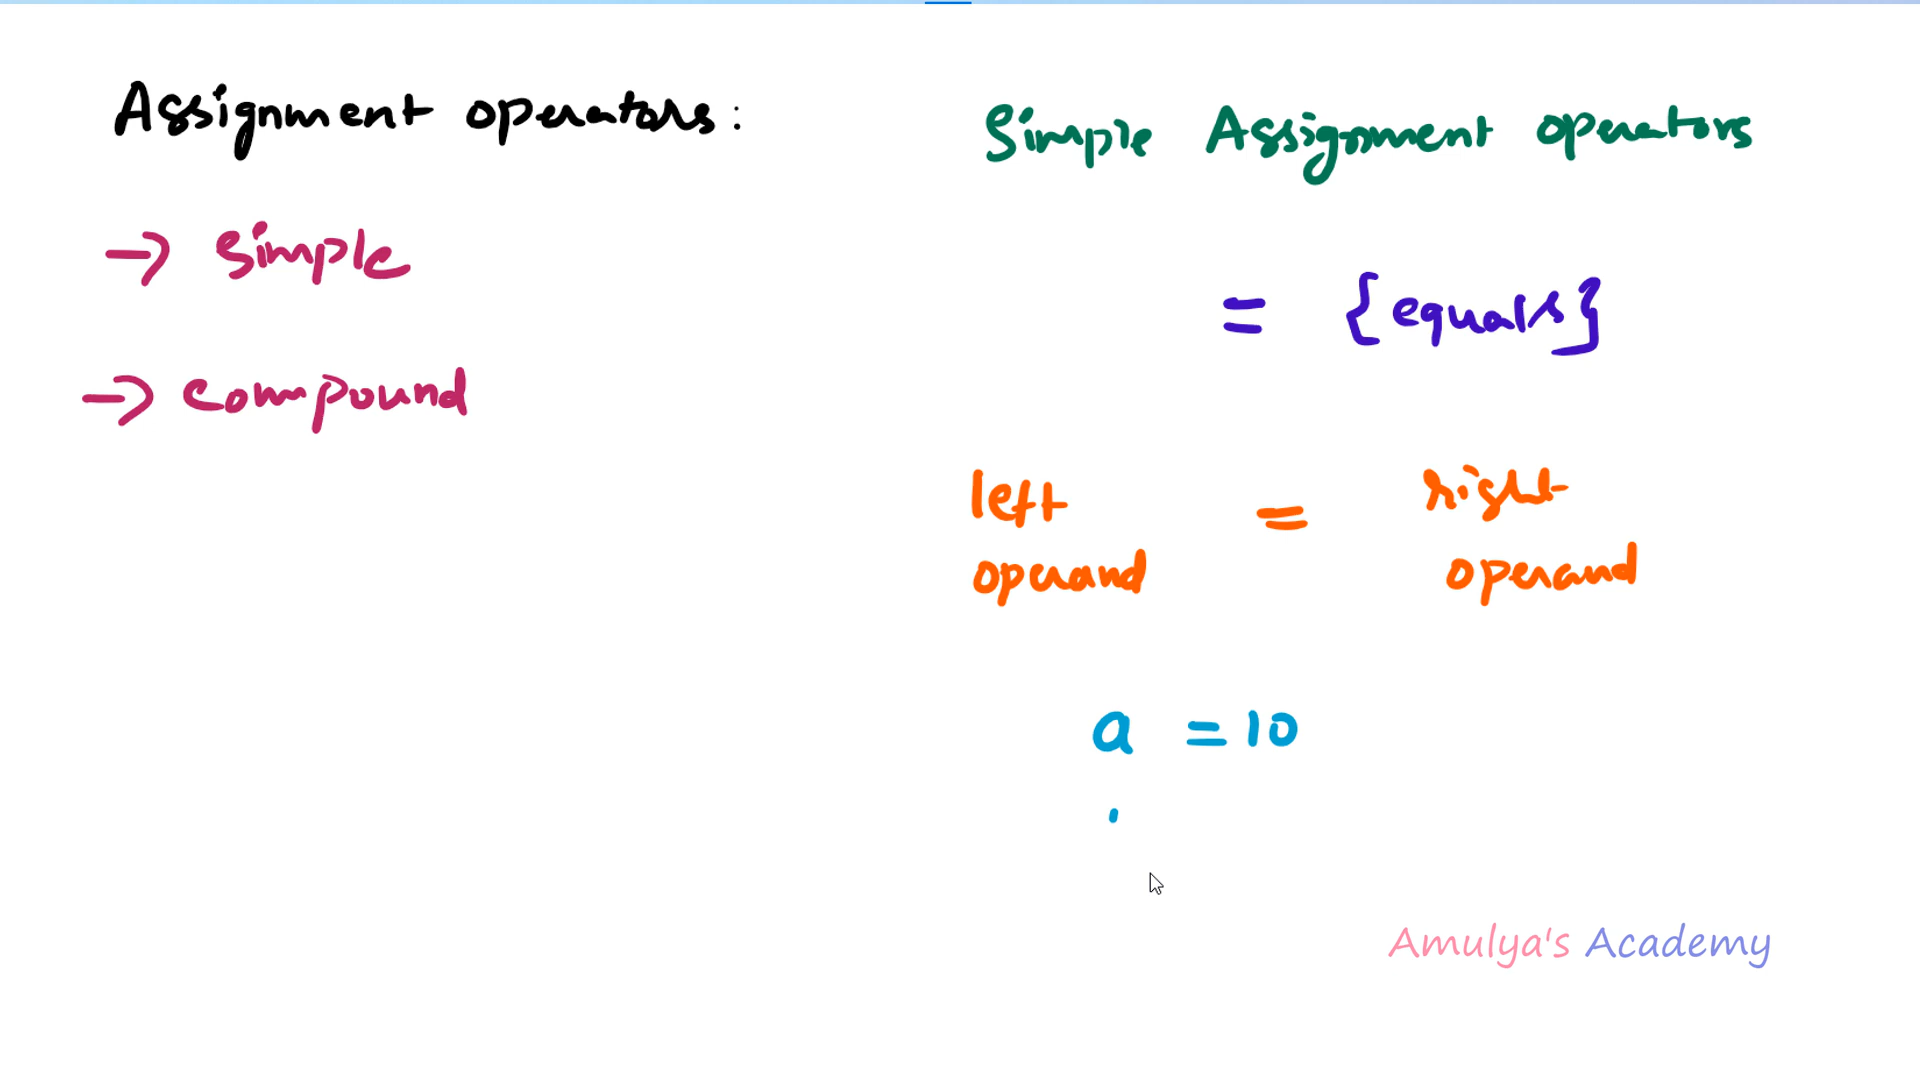 Assignment operators:
→ simple
→ compound
Simple Assignment operators
= {equals}
left operand = right operand
a = 10
Amulya's Academy